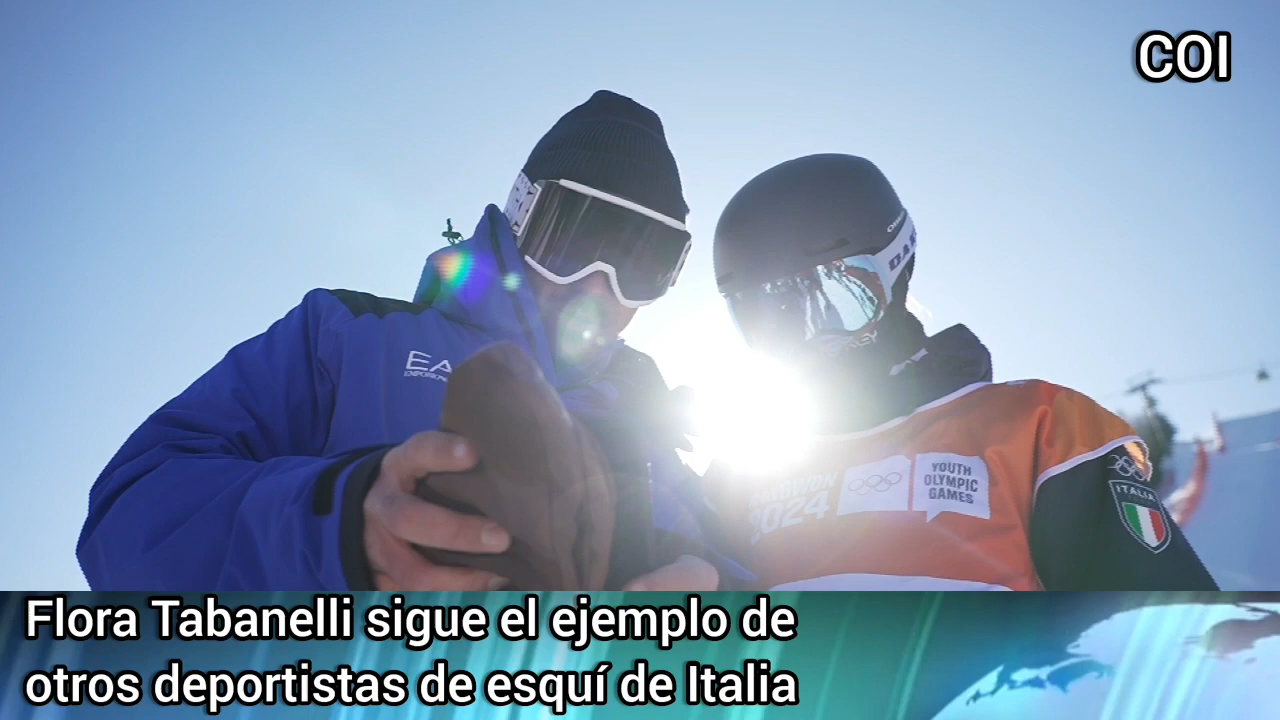 COI
EA
EMPORIO
YOUTH
OLYMPIC
GAMES
2024
ITALIA
Flora Tabanelli sigue el ejemplo de
otros deportistas de esquí de Italia